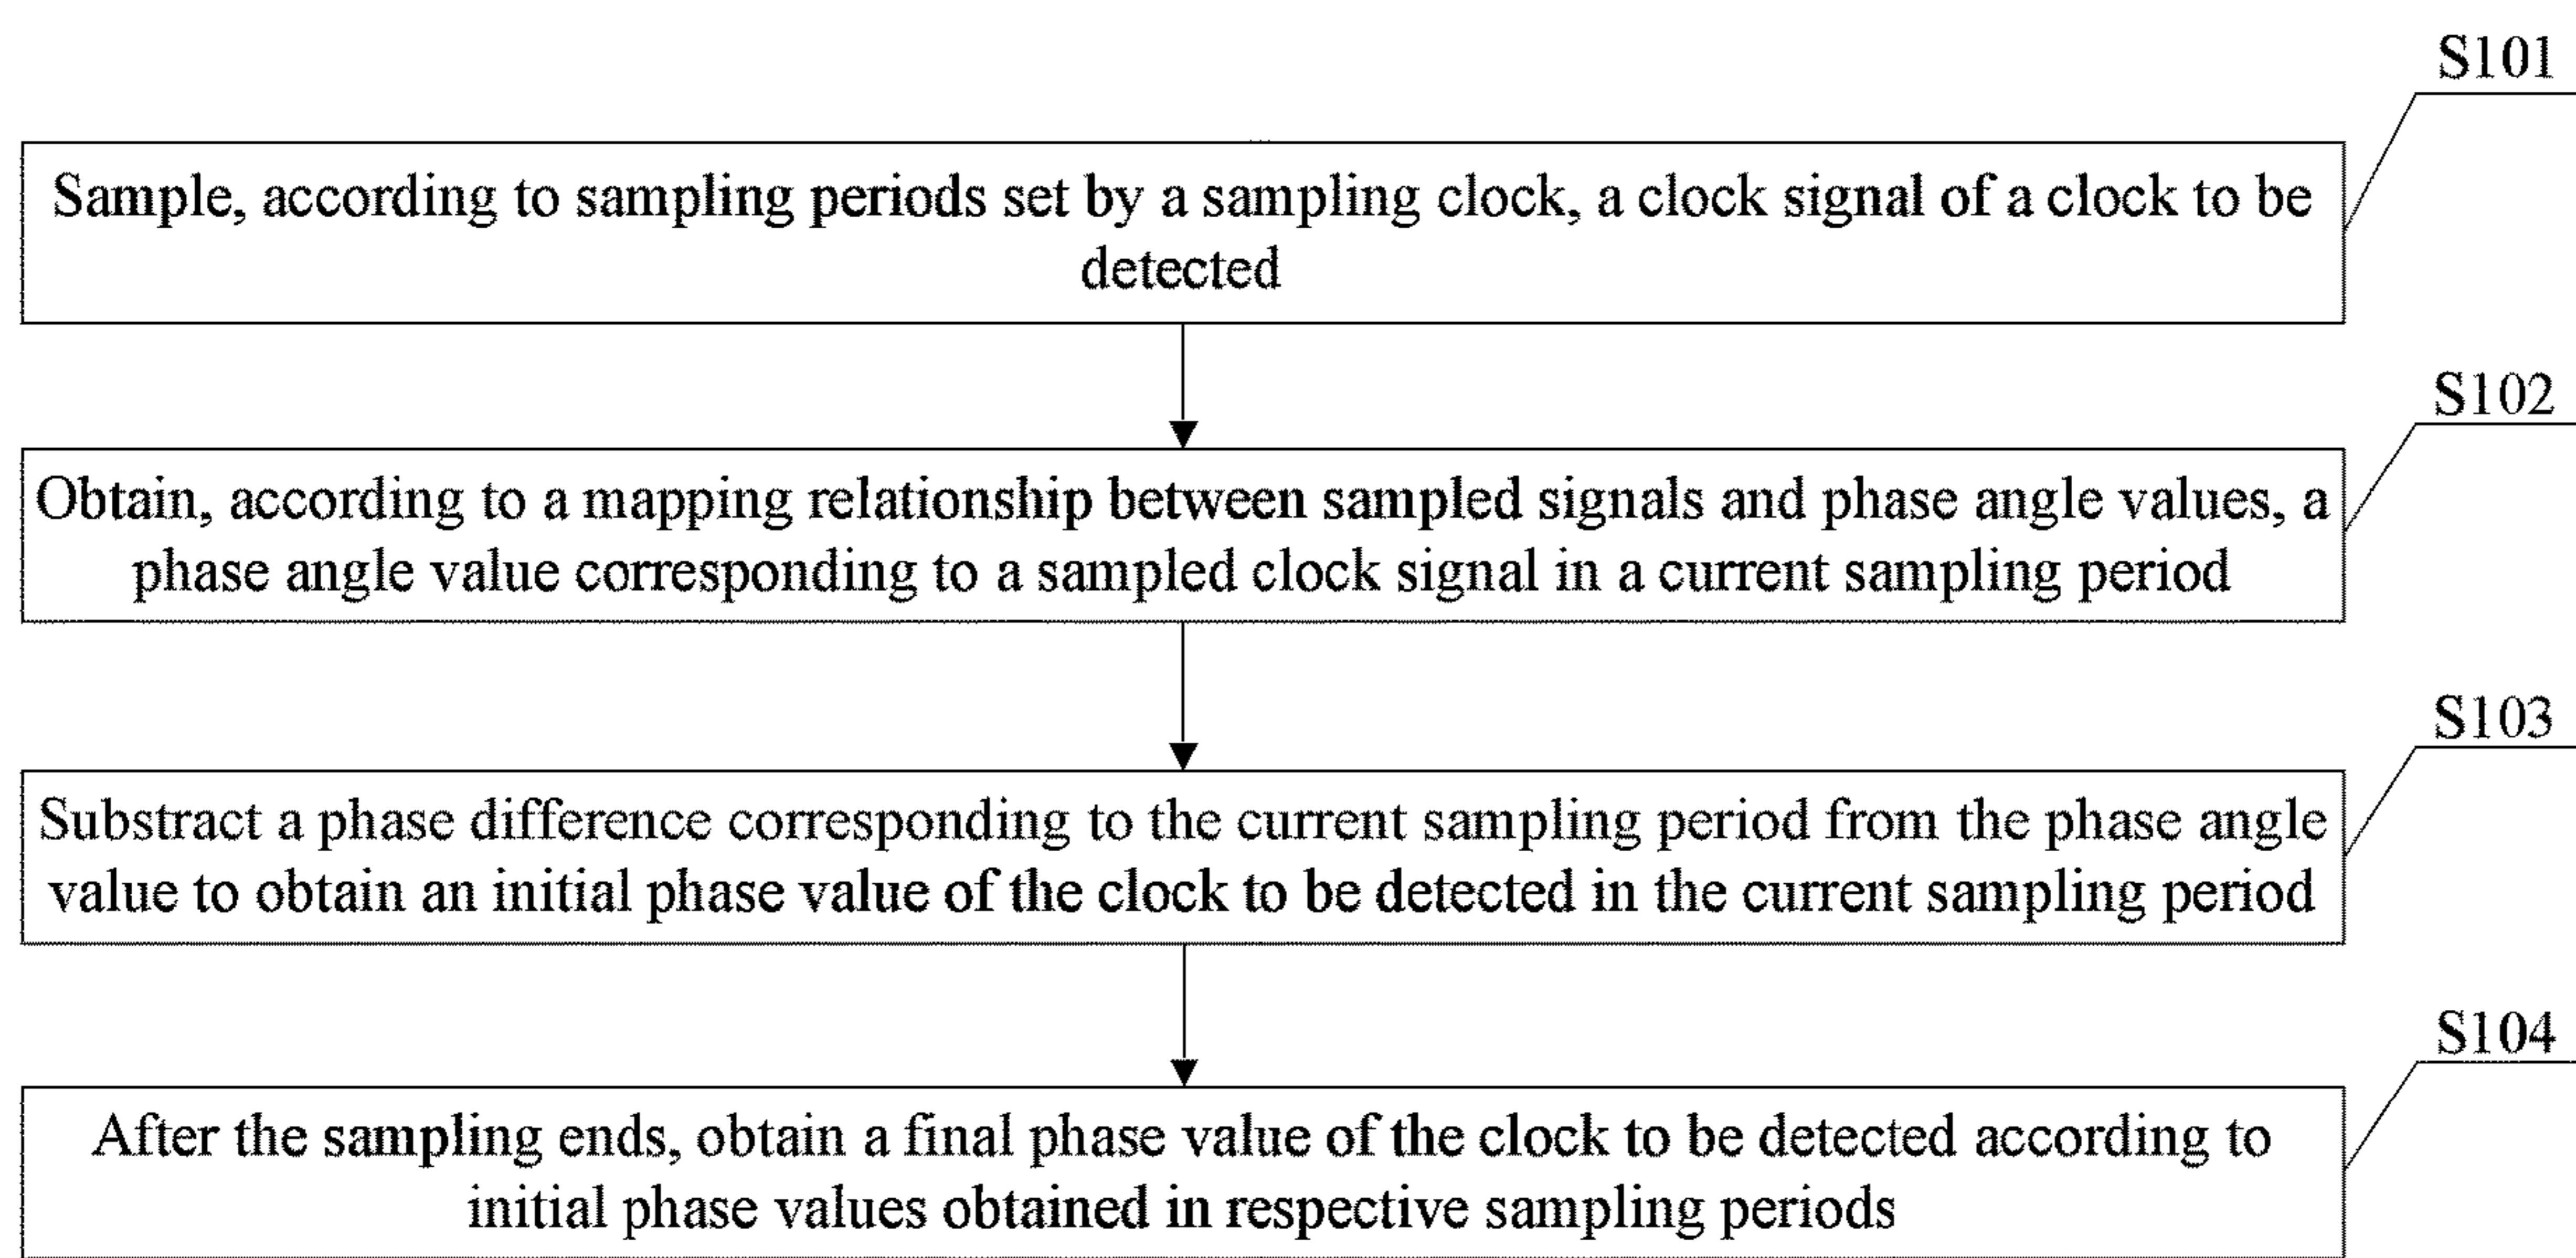 S101
Sample, according to sampling periods set by a sampling clock, a clock signal of a clock to be
detected
S102
Obtain, according to a mapping relationship between sampled signals and phase angle values, a
phase angle value corresponding to a sampled clock signal in a current sampling period
S103
Substract a phase difference corresponding to the current sampling period from the phase angle
value to obtain an initial phase value of the clock to be detected in the current sampling period
S104
After the sampling ends, obtain a final phase value of the clock to be detected according to
initial phase values obtained in respective sampling periods